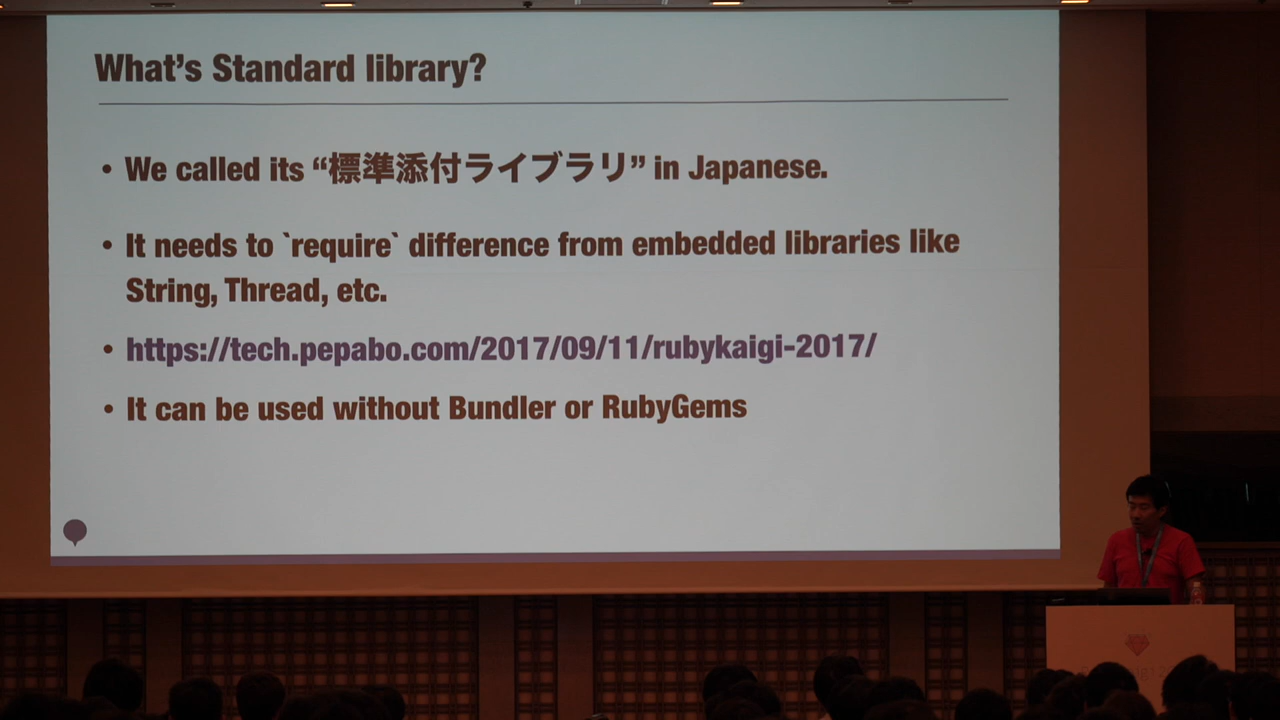 What's Standard library?
• We called its “標準添付ライブラリ” in Japanese.
• It needs to `require` difference from embedded libraries like
String, Thread, etc.
• https://tech.pepabo.com/2017/09/11/rubykaigi-2017/
• It can be used without Bundler or RubyGems